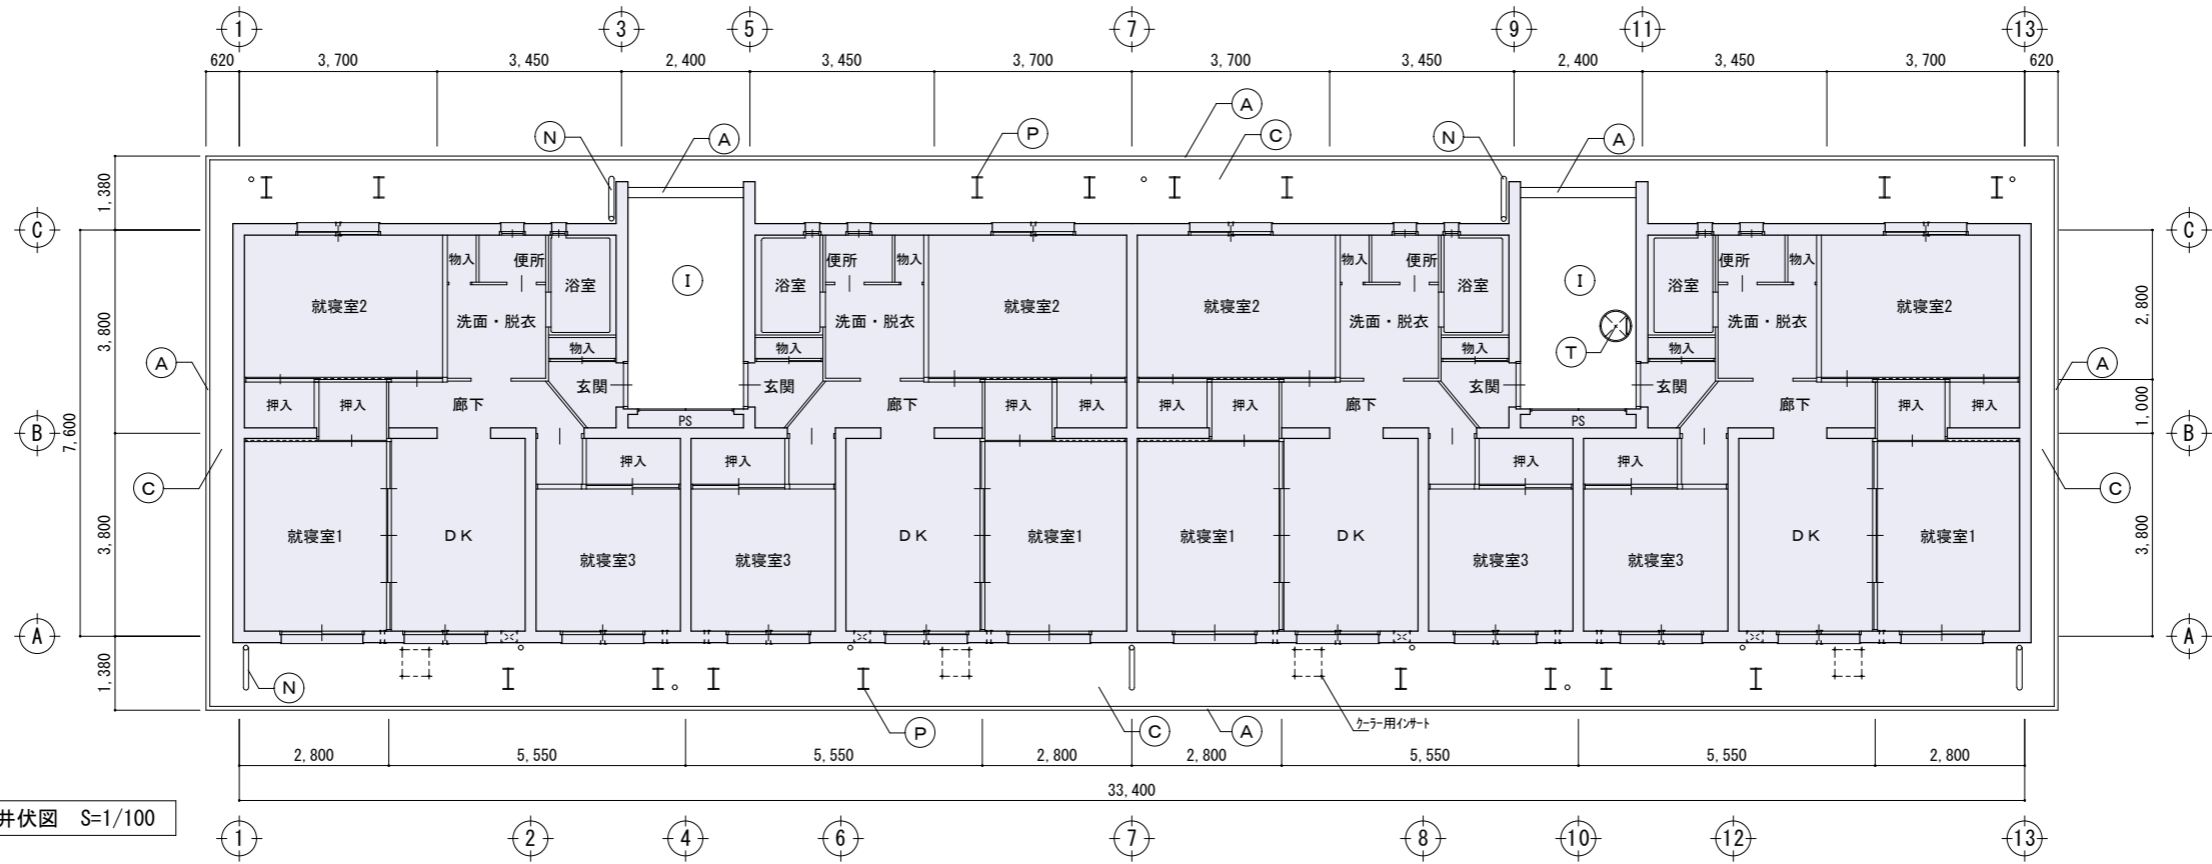 1 3 5 7 9 11 13
620 3,700 3,450 2,400 3,450 3,700 3,700 3,450 2,400 3,450 3,700 620
A
N A P C N A
1,380
C C
便所 便所 便所 便所
物入 物入 物入 物入
浴室 I 浴室 浴室 I 浴室
就寝室2 就寝室2 就寝室2 就寝室2
洗面・脱衣 洗面・脱衣 洗面・脱衣 洗面・脱衣
3,800 2,800
物入 物入 物入 T 物入
A A
玄関 玄関 玄関 玄関
押入 押入 廊下 廊下 押入 押入 押入 押入 廊下 廊下 押入 押入
1,000
PS PS
B 7,600 B
押入 押入 押入 押入
C C
就寝室1 DK DK 就寝室1 就寝室1 DK DK 就寝室1
3,800 3,800
就寝室3 就寝室3 就寝室3 就寝室3
A A
1,380
N
P C A クーラー用インサート
2,800 5,550 5,550 2,800 2,800 5,550 5,550 2,800
33,400
井伏図 S=1/100
1 2 4 6 7 8 10 12 13